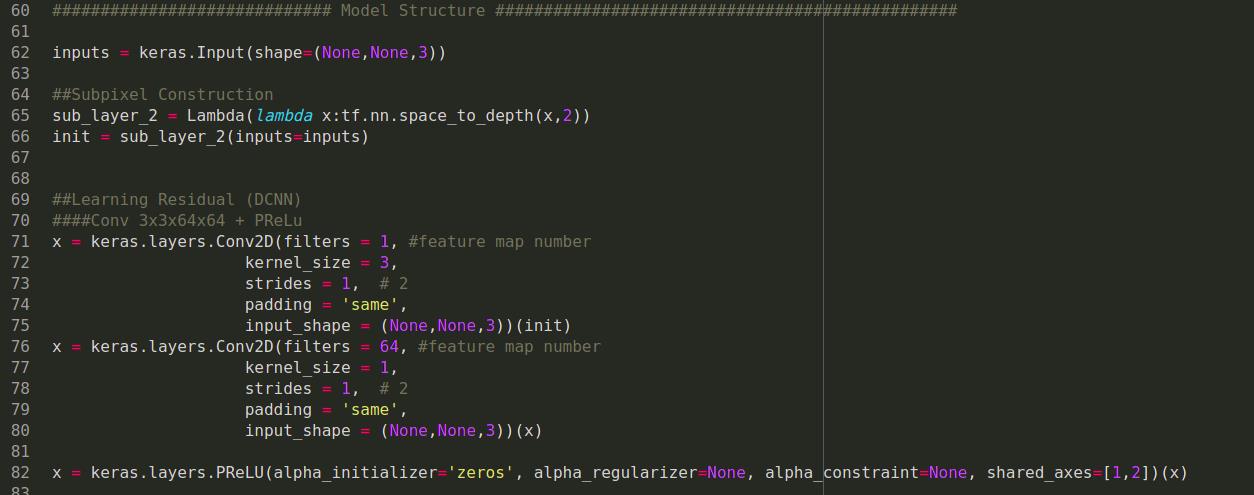 60 ############################# Model Structure ################################################
61
62 inputs = keras.Input(shape=(None,None,3))
63
64 ##Subpixel Construction
65 sub_layer_2 = Lambda(lambda x:tf.nn.space_to_depth(x,2))
66 init = sub_layer_2(inputs=inputs)
67
68
69 ##Learning Residual (DCNN)
70 ####Conv 3x3x64x64 + PReLu
71 x = keras.layers.Conv2D(filters = 1, #feature map number
72                     kernel_size = 3,
73                     strides = 1,  # 2
74                     padding = 'same',
75                     input_shape = (None,None,3))(init)
76 x = keras.layers.Conv2D(filters = 64, #feature map number
77                     kernel_size = 1,
78                     strides = 1,  # 2
79                     padding = 'same',
80                     input_shape = (None,None,3))(x)
81
82 x = keras.layers.PReLU(alpha_initializer='zeros', alpha_regularizer=None, alpha_constraint=None, shared_axes=[1,2])(x)
83